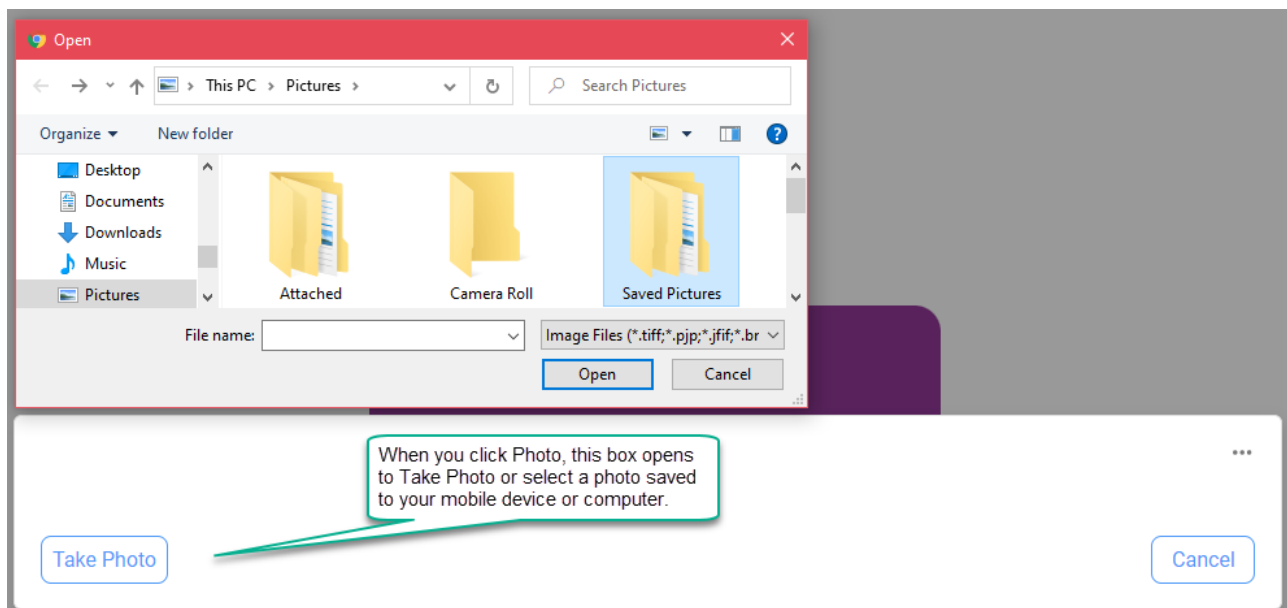 Open
This PC > Pictures >
Search Pictures
Organize
New folder
Desktop
Documents
Downloads
Music
Pictures
Attached
Camera Roll
Saved Pictures
File name:
Image Files (*.tiff;*.pjp;*.jfif;*.br
Open
Cancel
When you click Photo, this box opens
to Take Photo or select a photo saved
to your mobile device or computer.
Take Photo
Cancel